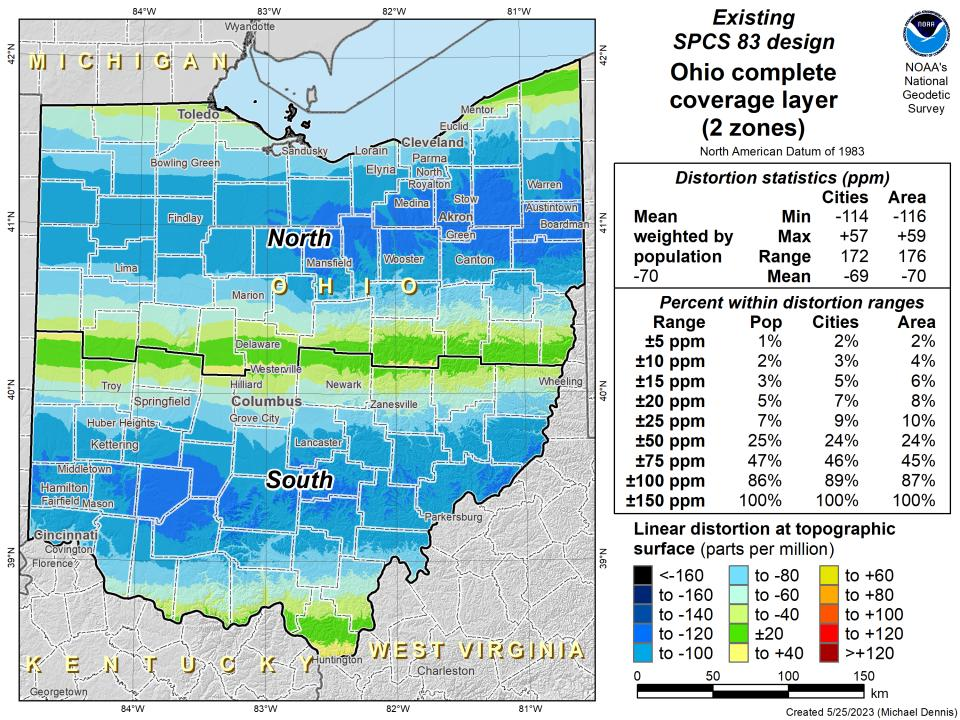 Existing
SPCS 83 design
Ohio complete
coverage layer
(2 zones)
North American Datum of 1983
NOAA
NOAA's
National
Geodetic
Survey
Distortion statistics (ppm)
Cities Area
Mean Min -114 -116
weighted by Max +57 +59
population Range 172 176
-70 Mean -69 -70
Percent within distortion ranges
Range Pop Cities Area
±5 ppm 1% 2% 2%
±10 ppm 2% 3% 4%
±15 ppm 3% 5% 6%
±20 ppm 5% 7% 8%
±25 ppm 7% 9% 10%
±50 ppm 25% 24% 24%
±75 ppm 47% 46% 45%
±100 ppm 86% 89% 87%
±150 ppm 100% 100% 100%
Linear distortion at topographic
surface (parts per million)
<-160 to -80 to +60
to -160 to -60 to +80
to -140 to -40 to +100
to -120 ±20 to +120
to -100 to +40 >+120
0 50 100 150
km
Created 5/25/2023 (Michael Dennis)
84°W 83°W 82°W 81°W
Wyandotte
42°N 42°N
MICHIGAN
Toledo
Mentor
Euclid
Cleveland
Sandusky Lorain
Parma
Bowling Green
Elyria North
Royalton
Warren
Medina Stow
Austintown
Findlay
Akron
41°N 41°N
Boardman
Green
North
Mansfield Wooster Canton
Lima
OHIO
Marion
Delaware
Westerville
Troy Hilliard Newark Wheeling
40°N 40°N
Springfield Columbus Zanesville
Grove City
Huber Heights
Kettering Lancaster
Middletown
South
Hamilton
Fairfield Mason
Parkersburg
Cincinnati
Covington
39°N 39°N
Florence
WEST VIRGINIA
KENTUCKY
Huntington
Charleston
Georgetown
84°W 83°W 82°W 81°W